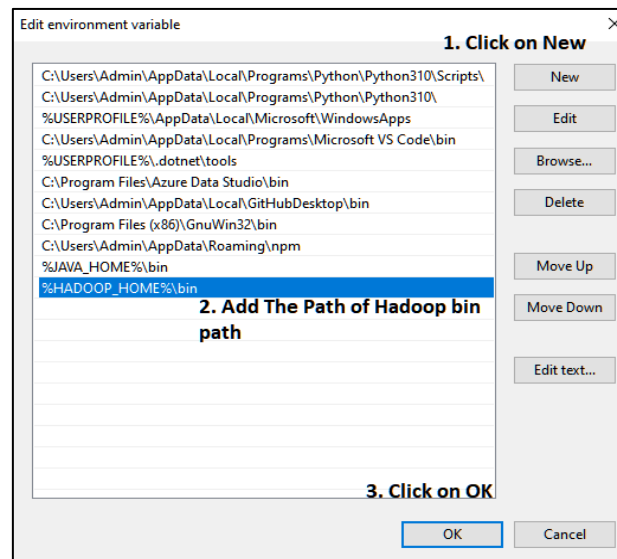 Edit environment variable
1. Click on New
C:\Users\Admin\AppData\Local\Programs\Python\Python310\Scripts\
New
C:\Users\Admin\AppData\Local\Programs\Python\Python310\
%USERPROFILE%\AppData\Local\Microsoft\WindowsApps
Edit
C:\Users\Admin\AppData\Local\Programs\Microsoft VS Code\bin
%USERPROFILE%\.dotnet\tools
Browse...
C:\Program Files\Azure Data Studio\bin
C:\Users\Admin\AppData\Local\GitHubDesktop\bin
Delete
C:\Program Files (x86)\GnuWin32\bin
C:\Users\Admin\AppData\Roaming\npm
%JAVA_HOME%\bin
Move Up
%HADOOP_HOME%\bin
2. Add The Path of Hadoop bin
path
Move Down
Edit text...
3. Click on OK
OK
Cancel